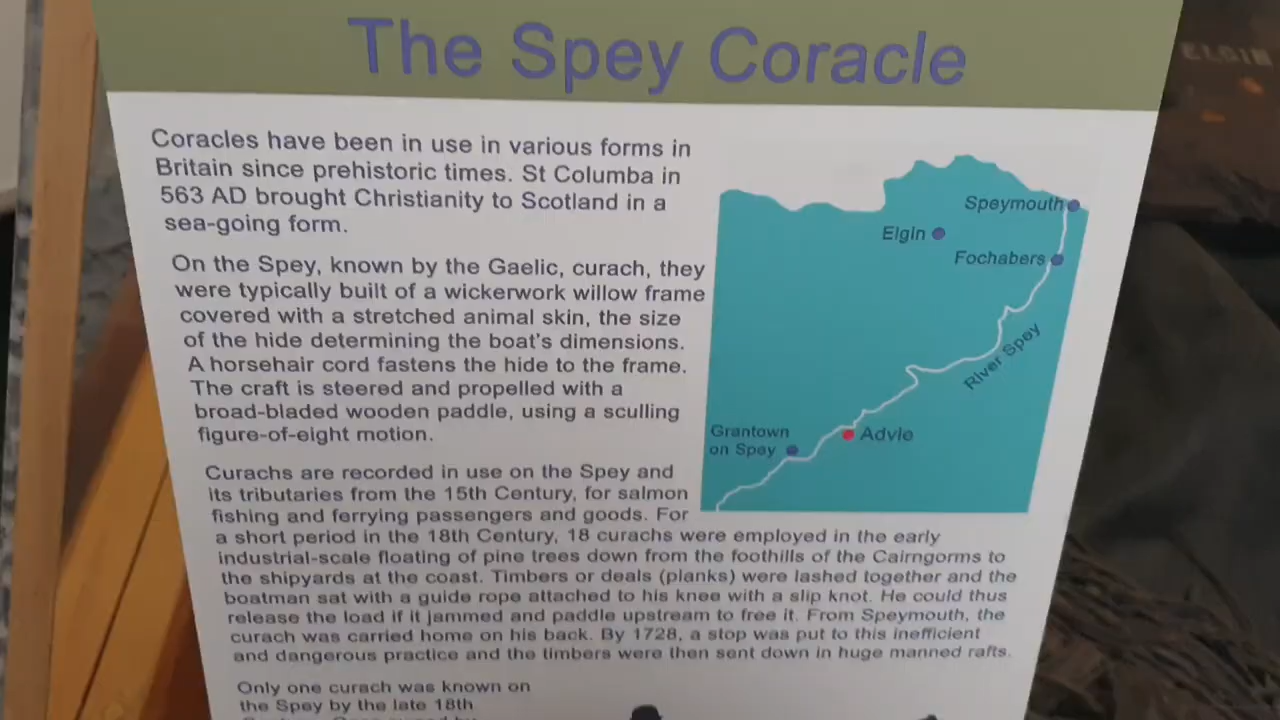 The Spey Coracle
ELGIN
Coracles have been in use in various forms in
Britain since prehistoric times. St Columba in
563 AD brought Christianity to Scotland in a
sea-going form.
On the Spey, known by the Gaelic, curach, they
were typically built of a wickerwork willow frame
covered with a stretched animal skin, the size
of the hide determining the boat's dimensions.
A horsehair cord fastens the hide to the frame.
The craft is steered and propelled with a
broad-bladed wooden paddle, using a sculling
figure-of-eight motion.
Speymouth
Elgin
Fochabers
River Spey
Advie
Grantown
on Spey
Curachs are recorded in use on the Spey and
its tributaries from the 15th Century, for salmon
fishing and ferrying passengers and goods. For
a short period in the 18th Century, 18 curachs were employed in the early
industrial-scale floating of pine trees down from the foothills of the Cairngorms to
the shipyards at the coast. Timbers or deals (planks) were lashed together and the
boatman sat with a guide rope attached to his knee with a slip knot. He could thus
release the load if it jammed and paddle upstream to free it. From Speymouth, the
curach was carried home on his back. By 1728, a stop was put to this inefficient
and dangerous practice and the timbers were then sent down in huge manned rafts.
Only one curach was known on
the Spey by the late 18th